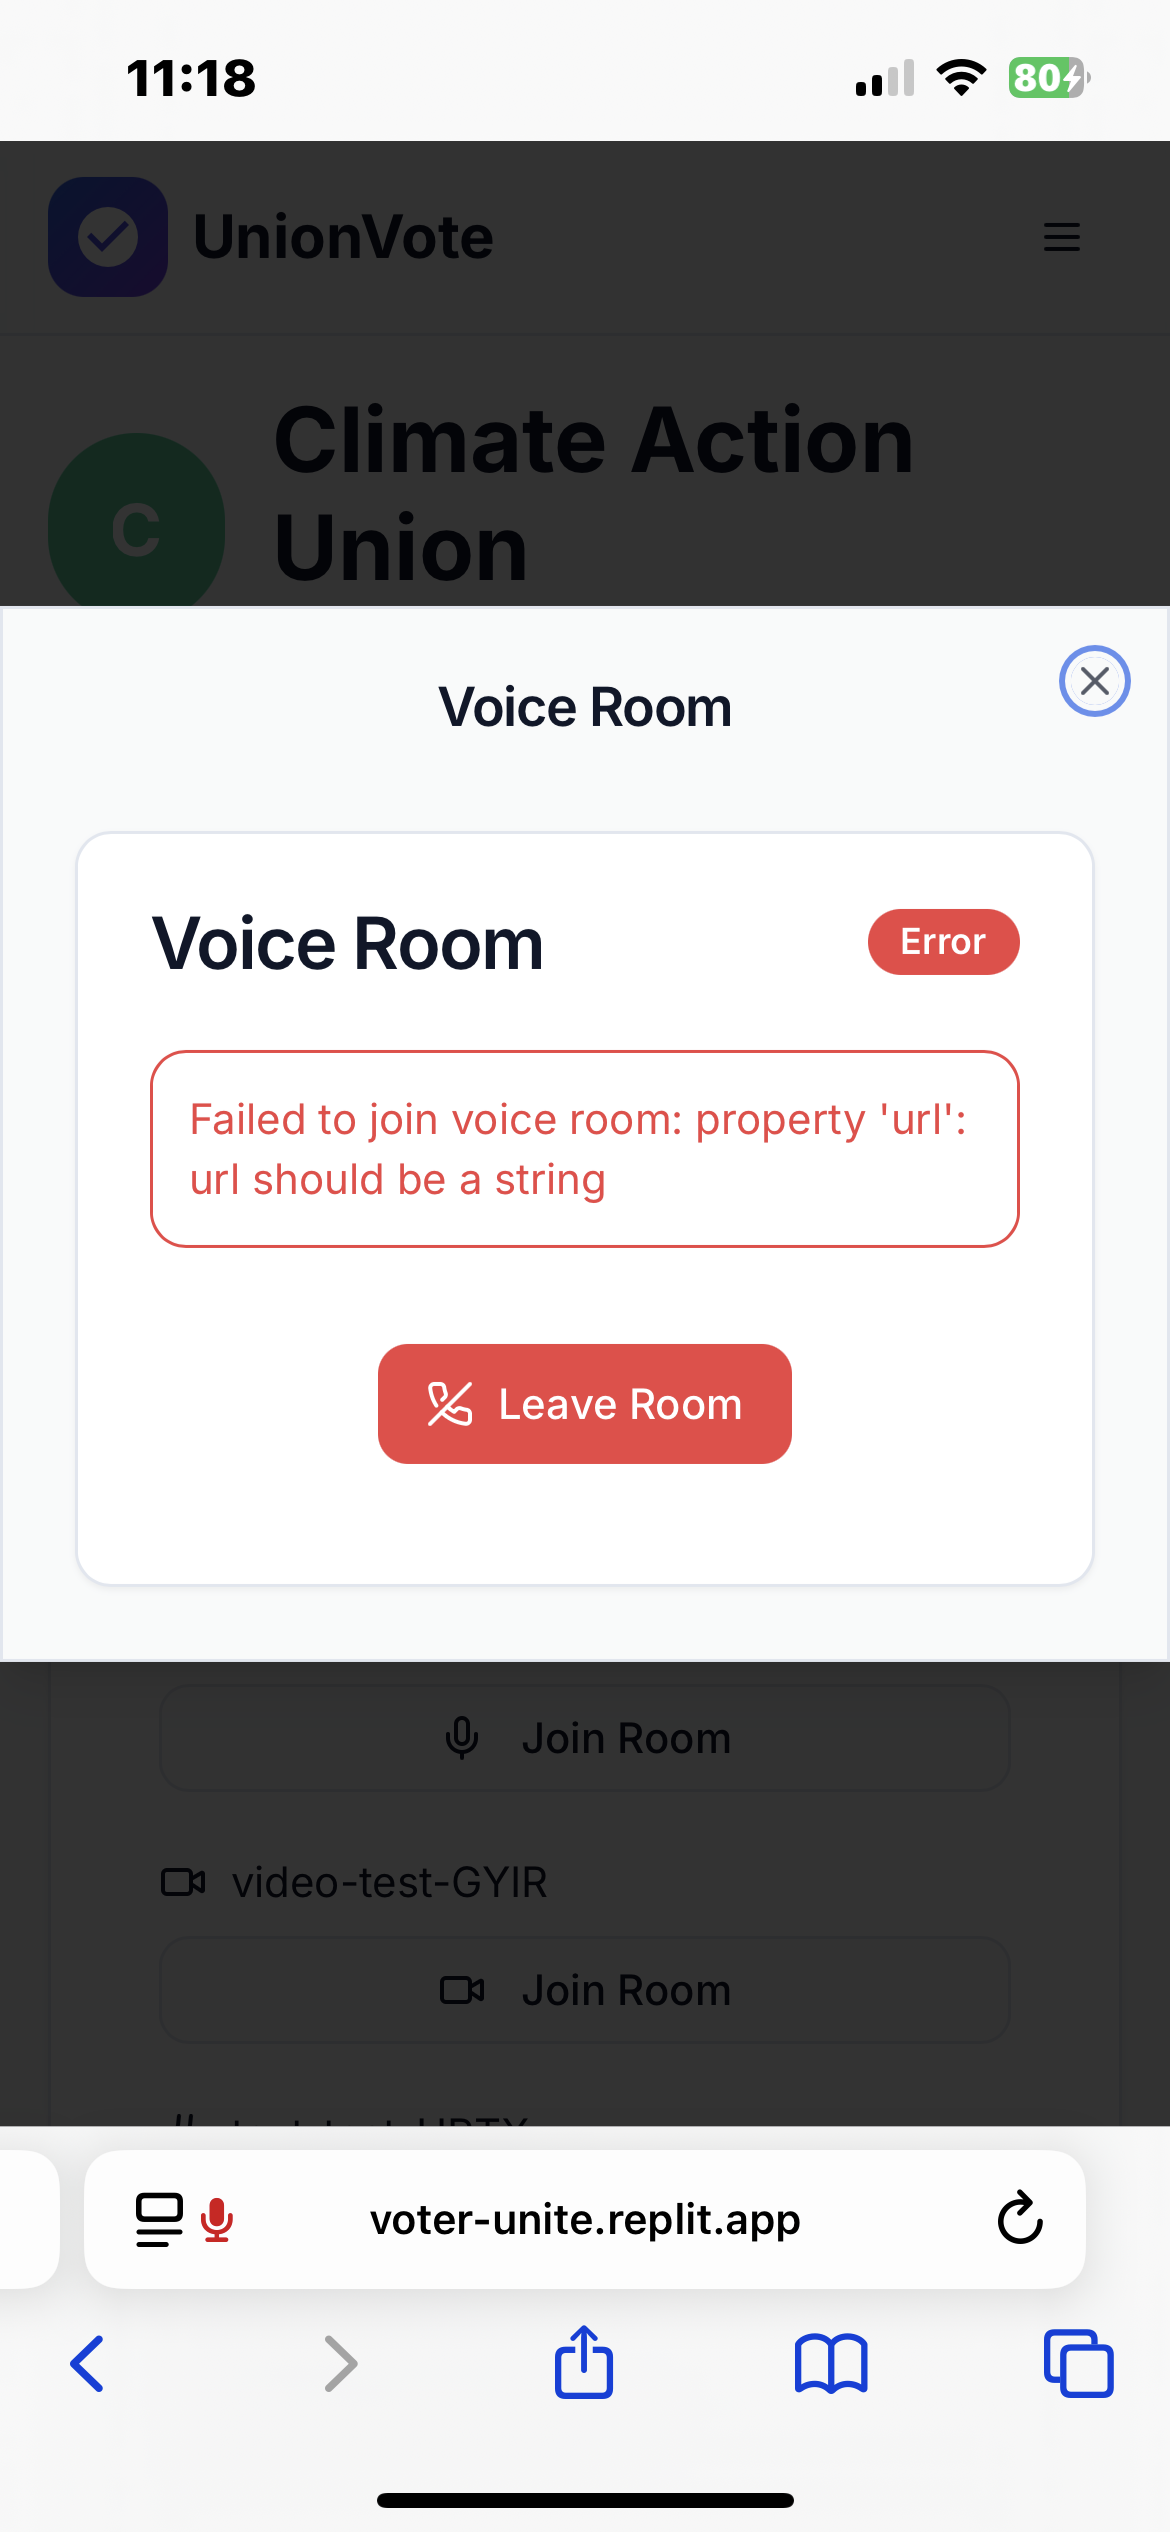 11:18
80
UnionVote
Climate Action
Union
C
Voice Room
Voice Room
Error
Failed to join voice room: property 'url':
url should be a string
Leave Room
Join Room
video-test-GYIR
Join Room
voter-unite.replit.app